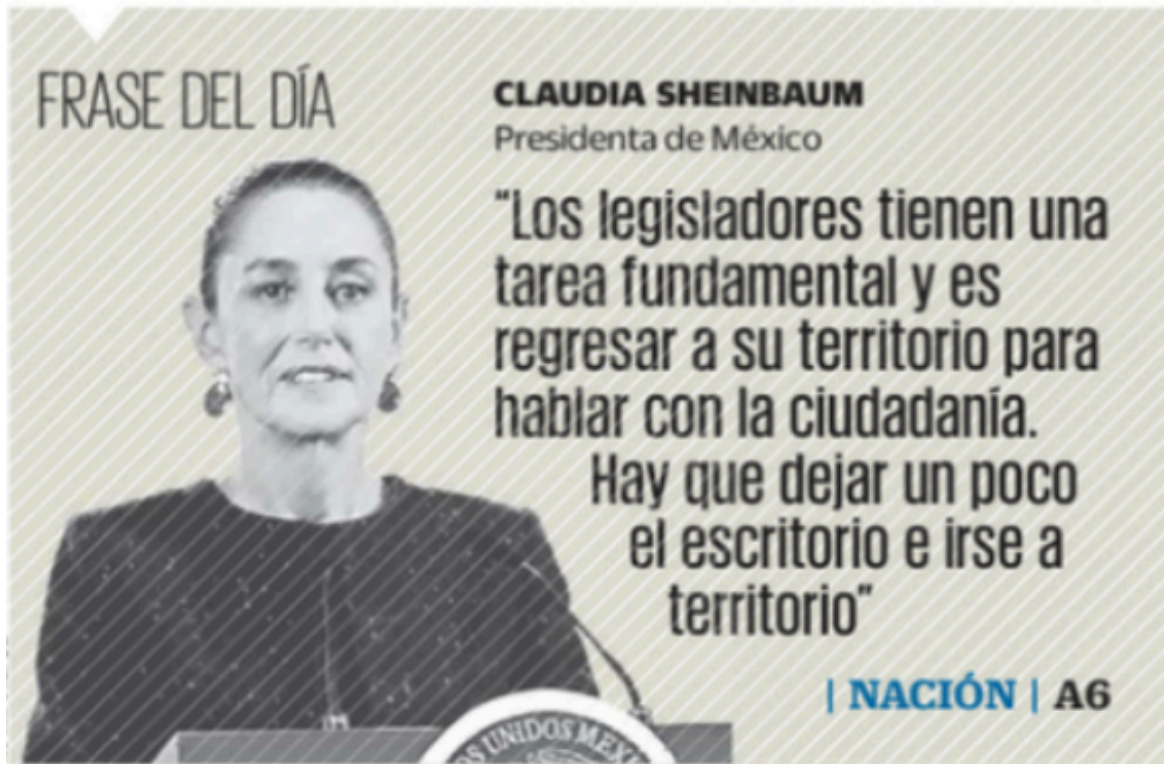 FRASE DEL DÍA
CLAUDIA SHEINBAUM
Presidenta de México
“Los legisladores tienen una
tarea fundamental y es
regresar a su territorio para
hablar con la ciudadanía.
Hay que dejar un poco
el escritorio e irse a
territorio”
| NACIÓN | A6
UNIDOS